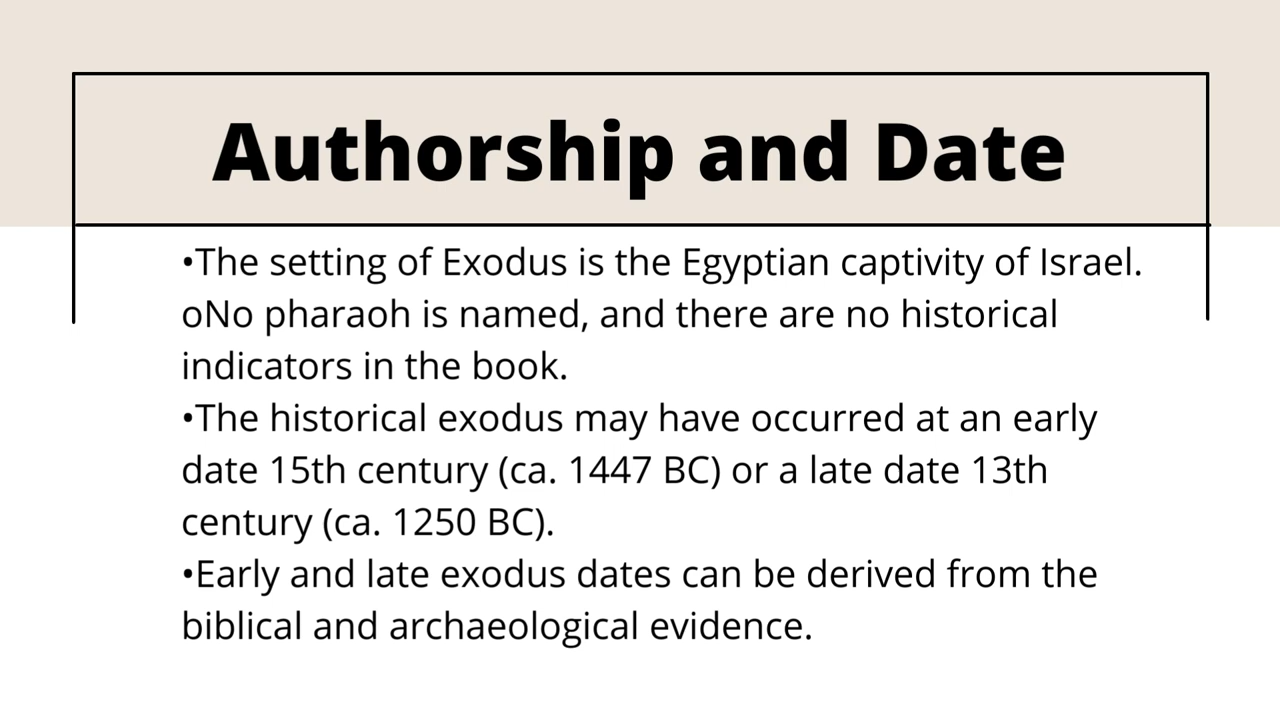 Authorship and Date
•The setting of Exodus is the Egyptian captivity of Israel.
oNo pharaoh is named, and there are no historical
indicators in the book.
•The historical exodus may have occurred at an early
date 15th century (ca. 1447 BC) or a late date 13th
century (ca. 1250 BC).
•Early and late exodus dates can be derived from the
biblical and archaeological evidence.